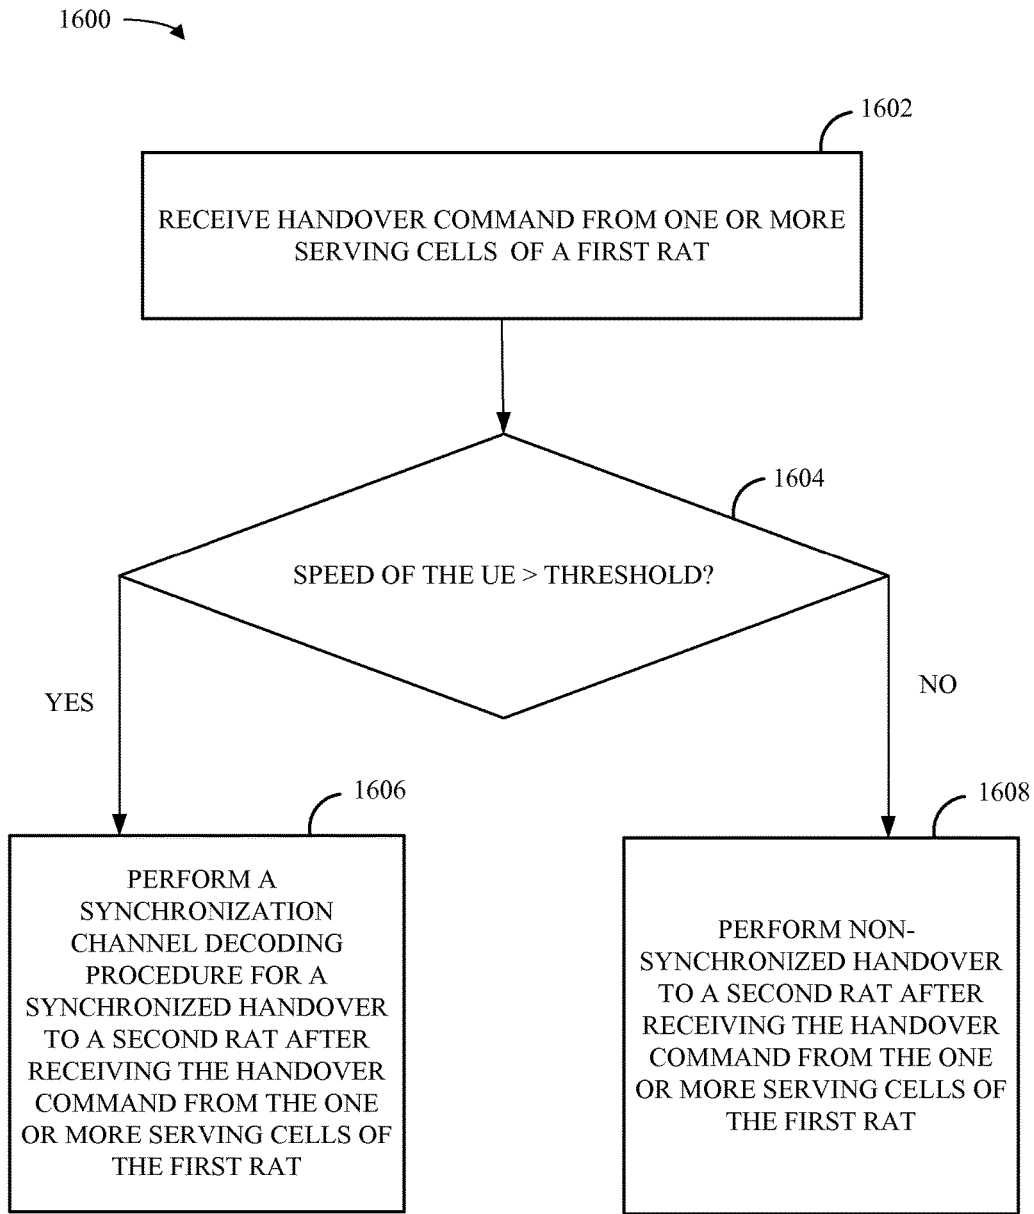 1600
1602
RECEIVE HANDOVER COMMAND FROM ONE OR MORE
SERVING CELLS OF A FIRST RAT
1604
SPEED OF THE UE > THRESHOLD?
YES
NO
1606
PERFORM A
SYNCHRONIZATION
CHANNEL DECODING
PROCEDURE FOR A
SYNCHRONIZED HANDOVER
TO A SECOND RAT AFTER
RECEIVING THE HANDOVER
COMMAND FROM THE ONE
OR MORE SERVING CELLS OF
THE FIRST RAT
1608
PERFORM NON-
SYNCHRONIZED HANDOVER
TO A SECOND RAT AFTER
RECEIVING THE HANDOVER
COMMAND FROM THE ONE
OR MORE SERVING CELLS OF
THE FIRST RAT